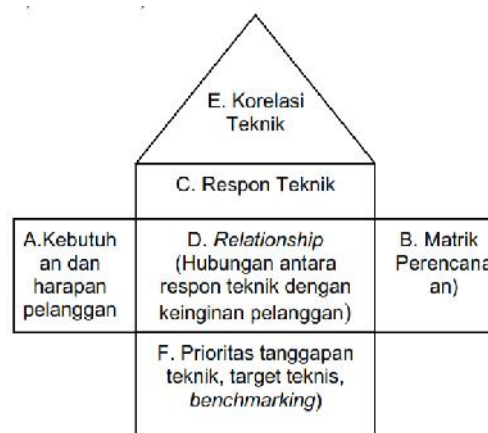 E. Korelasi
Teknik
C. Respon Teknik
A.Kebutuh
an dan
harapan
pelanggan
D. Relationship
(Hubungan antara
respon teknik dengan
keinginan pelanggan)
B. Matrik
Perencana
an)
F. Prioritas tanggapan
teknik, target teknis,
benchmarking)